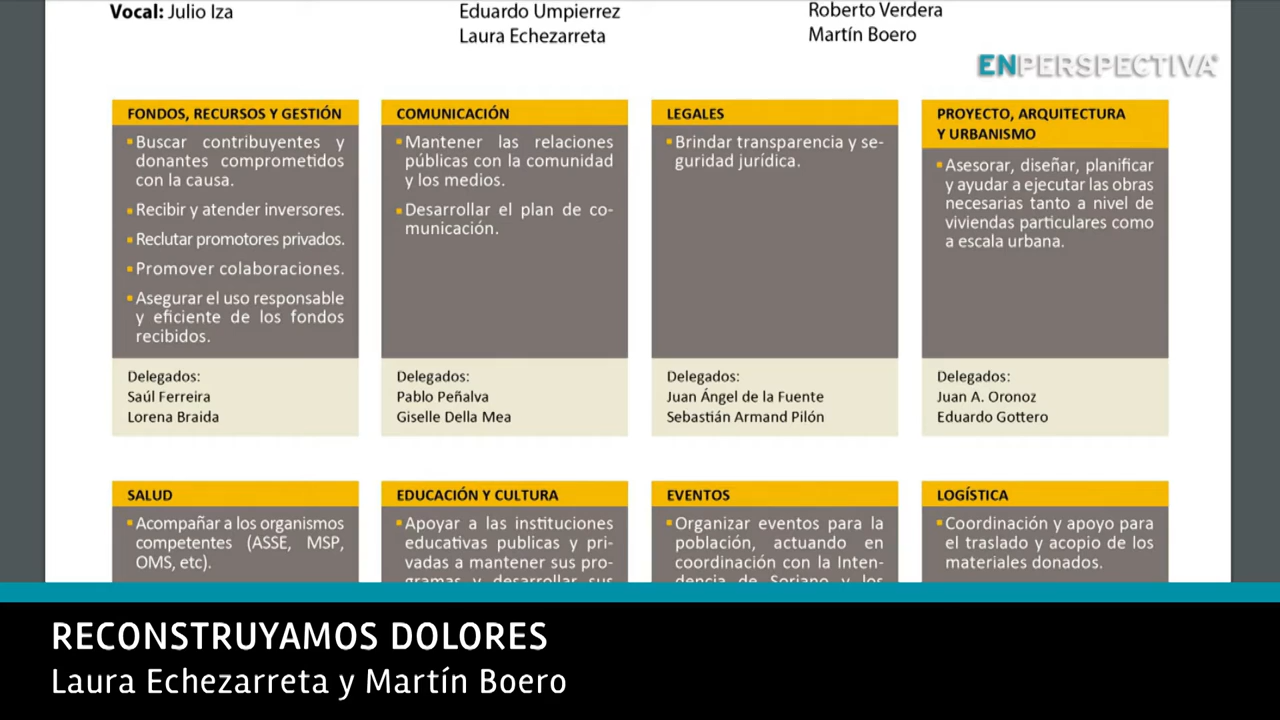 Vocal: Julio Iza
Eduardo Umpierrez
Laura Echezarreta
Roberto Verdera
Martín Boero
ENPERSPECTIVA
FONDOS, RECURSOS Y GESTIÓN
Buscar contribuyentes y
donantes comprometidos
con la causa.
Recibir y atender inversores.
Reclutar promotores privados.
Promover colaboraciones.
Asegurar el uso responsable
y eficiente de los fondos
recibidos.
Delegados:
Saúl Ferreira
Lorena Braida
COMUNICACIÓN
Mantener las relaciones
públicas con la comunidad
y los medios.
Desarrollar el plan de co-
municación.
Delegados:
Pablo Peñalva
Giselle Della Mea
LEGALES
Brindar transparencia y se-
guridad jurídica.
Delegados:
Juan Ángel de la Fuente
Sebastián Armand Pilón
PROYECTO, ARQUITECTURA
Y URBANISMO
Asesorar, diseñar, planificar
y ayudar a ejecutar las obras
necesarias tanto a nivel de
viviendas particulares como
a escala urbana.
Delegados:
Juan A. Oronoz
Eduardo Gottero
SALUD
Acompañar a los organismos
competentes (ASSE, MSP,
OMS, etc).
EDUCACIÓN Y CULTURA
Apoyar a las instituciones
educativas publicas y pri-
vadas a mantener sus pro-
gramas y desarrollar sus
EVENTOS
Organizar eventos para la
población, actuando en
coordinación con la Inten-
dencia de Soriano y los
LOGÍSTICA
Coordinación y apoyo para
el traslado y acopio de los
materiales donados.
RECONSTRUYAMOS DOLORES
Laura Echezarreta y Martín Boero